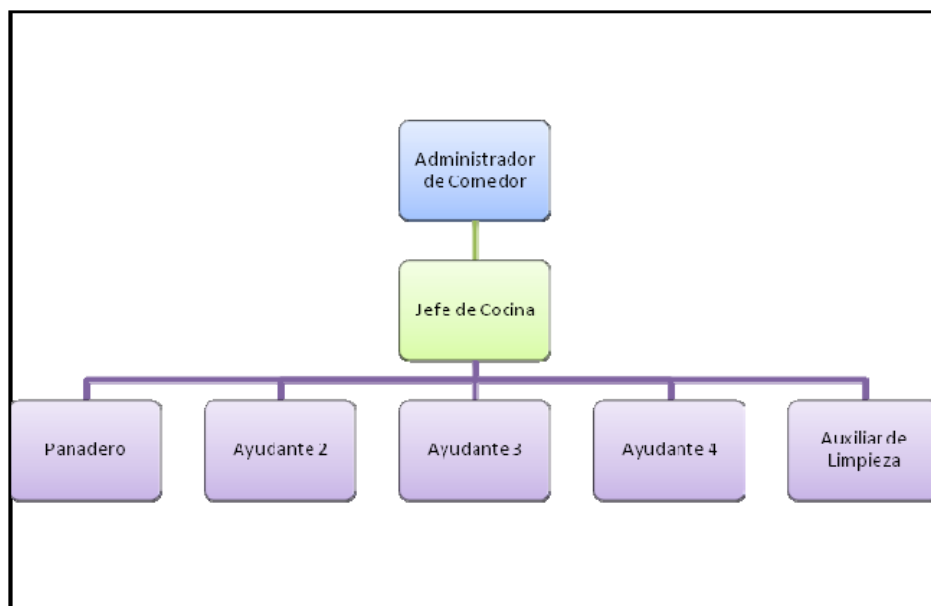 Administrador
de Comedor
Jefe de Cocina
Panadero
Ayudante 2
Ayudante 3
Ayudante 4
Auxiliar de
Limpieza